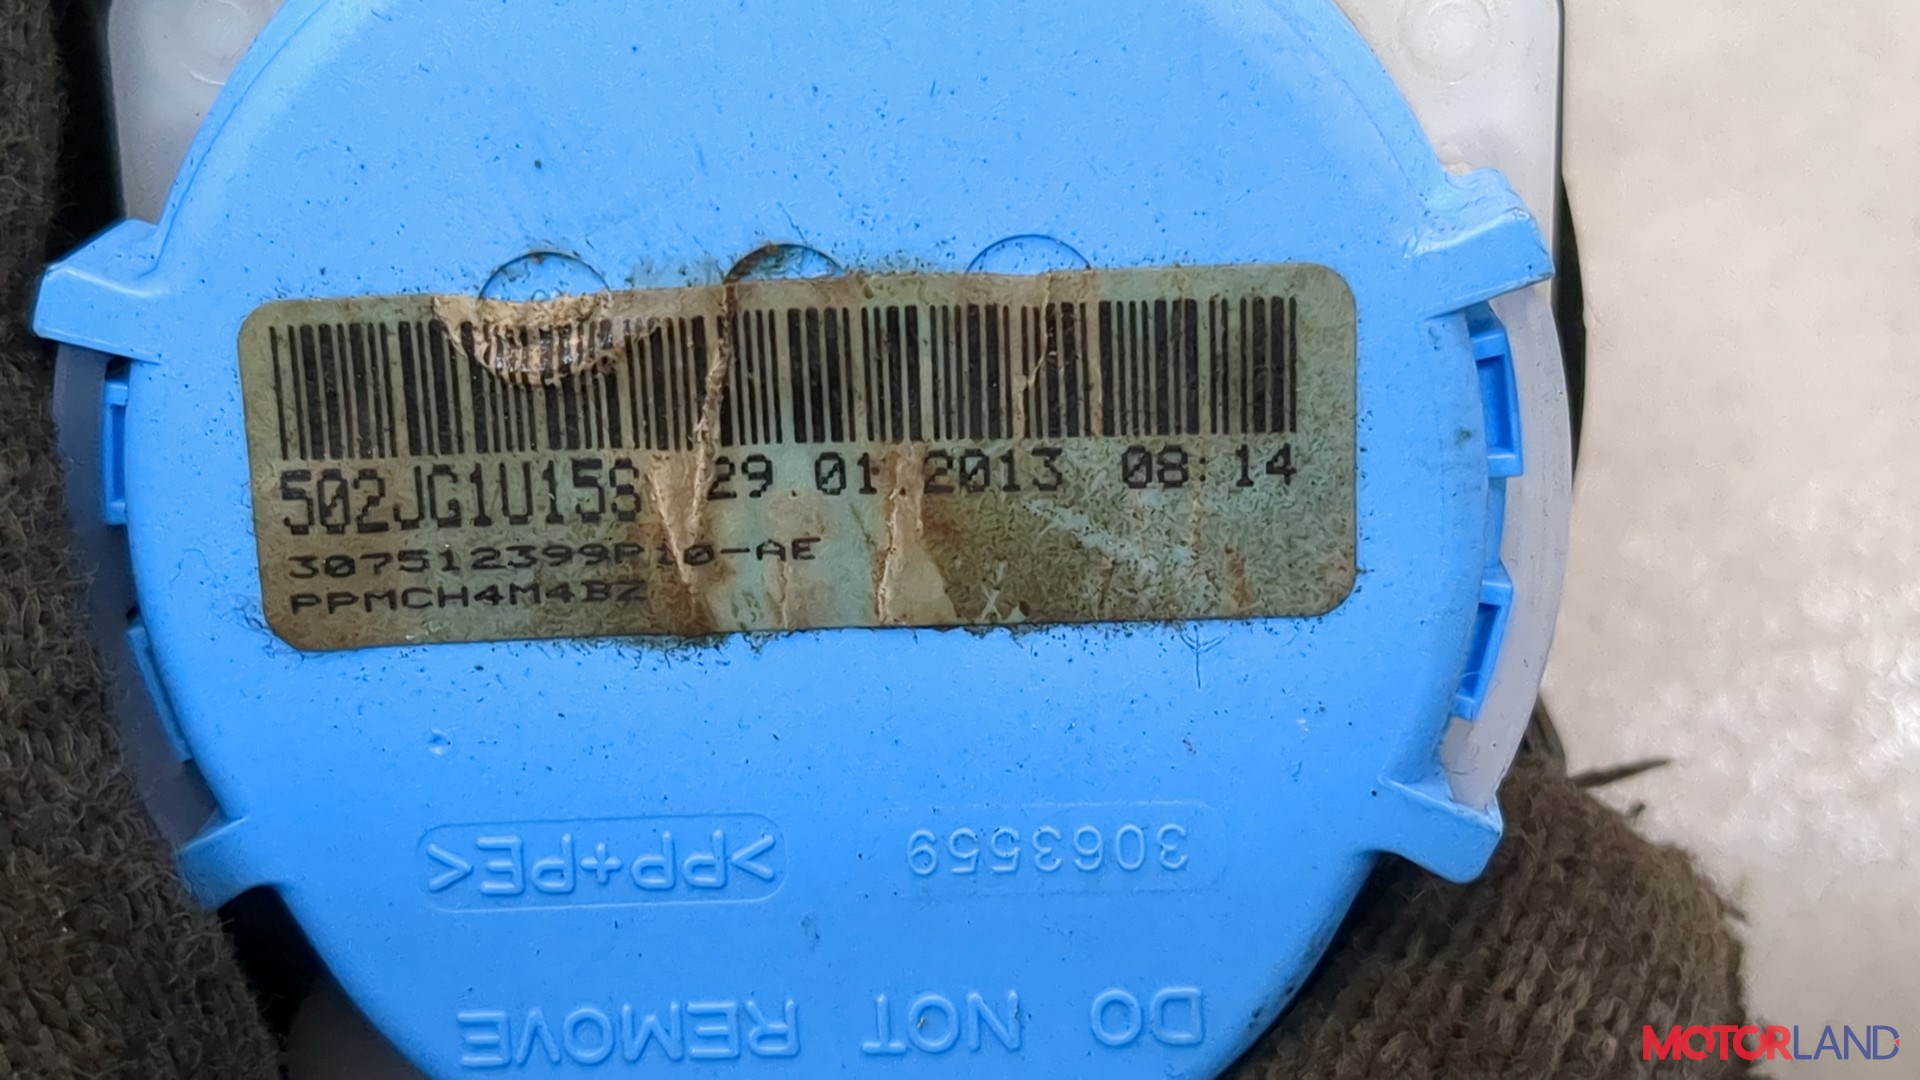 502JG1U15S 29.01.2013 08:14
307512399P10-AE
PPMCH4M4BZ
3063559 >PP+PE<
DO NOT REMOVE
MOTORLAND